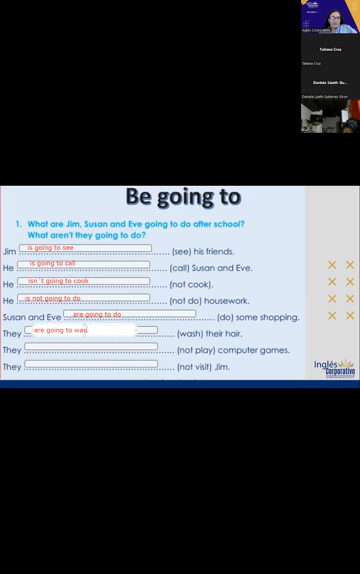 Tatiana Cruz
Tatiana Cruz
Daniela Lizeth Gu...
Daniela Lizeth Gutierrez Giron
Be going to
1. What are Jim, Susan and Eve going to do after school?
What aren't they going to do?
Jim is going to see (see) his friends.
He is going to call (call) Susan and Eve.
He isn´t going to cook (not cook).
He is not going to do (not do) housework.
Susan and Eve are going to do (do) some shopping.
They are going to was (wash) their hair.
They (not play) computer games.
They (not visit) Jim.
Inglés
Corporativo